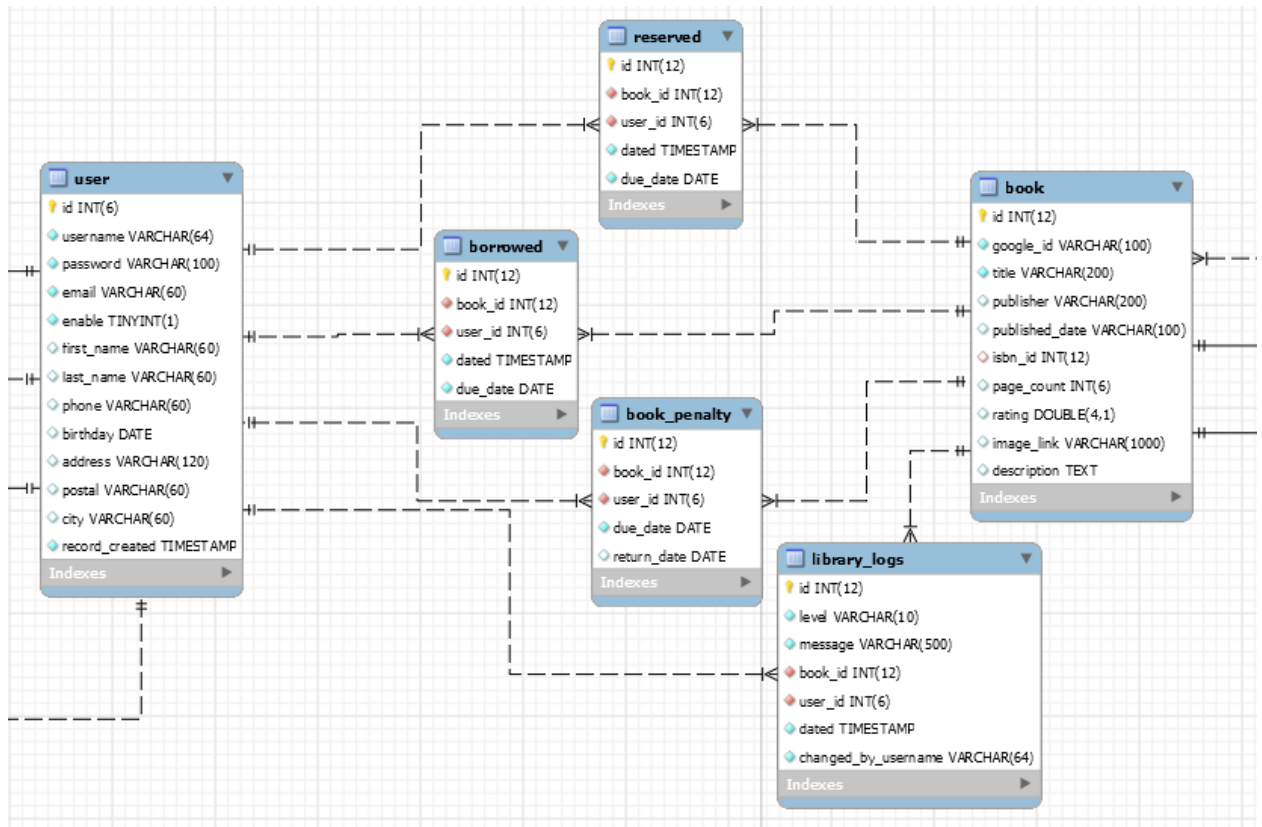 reserved
id INT(12)
book_id INT(12)
user_id INT(6)
dated TIMESTAMP
due_date DATE
Indexes
user
id INT(6)
username VARCHAR(64)
password VARCHAR(100)
email VARCHAR(60)
enable TINYINT(1)
first_name VARCHAR(60)
last_name VARCHAR(60)
phone VARCHAR(60)
birthday DATE
address VARCHAR(120)
postal VARCHAR(60)
city VARCHAR(60)
record_created TIMESTAMP
Indexes
borrowed
id INT(12)
book_id INT(12)
user_id INT(6)
dated TIMESTAMP
due_date DATE
Indexes
book
id INT(12)
google_id VARCHAR(100)
title VARCHAR(200)
publisher VARCHAR(200)
published_date VARCHAR(100)
isbn_id INT(12)
page_count INT(6)
rating DOUBLE(4,1)
image_link VARCHAR(1000)
description TEXT
Indexes
book_penalty
id INT(12)
book_id INT(12)
user_id INT(6)
due_date DATE
return_date DATE
Indexes
library_logs
id INT(12)
level VARCHAR(10)
message VARCHAR(500)
book_id INT(12)
user_id INT(6)
dated TIMESTAMP
changed_by_username VARCHAR(64)
Indexes